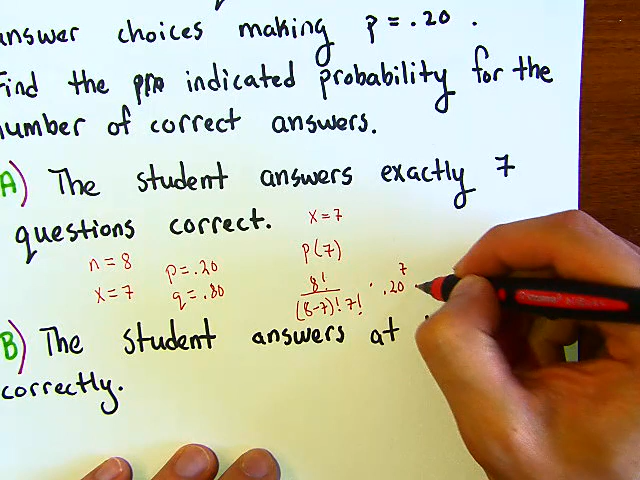 answer choices making p = .20 .
Find the indicated probability for the
number of correct answers.
A) The student answers exactly 7
questions correct.
x = 7
P(7)
n = 8 p = .20
x = 7 q = .80
8! / (8-7)! 7! · .20^7
B) The student answers at
correctly.